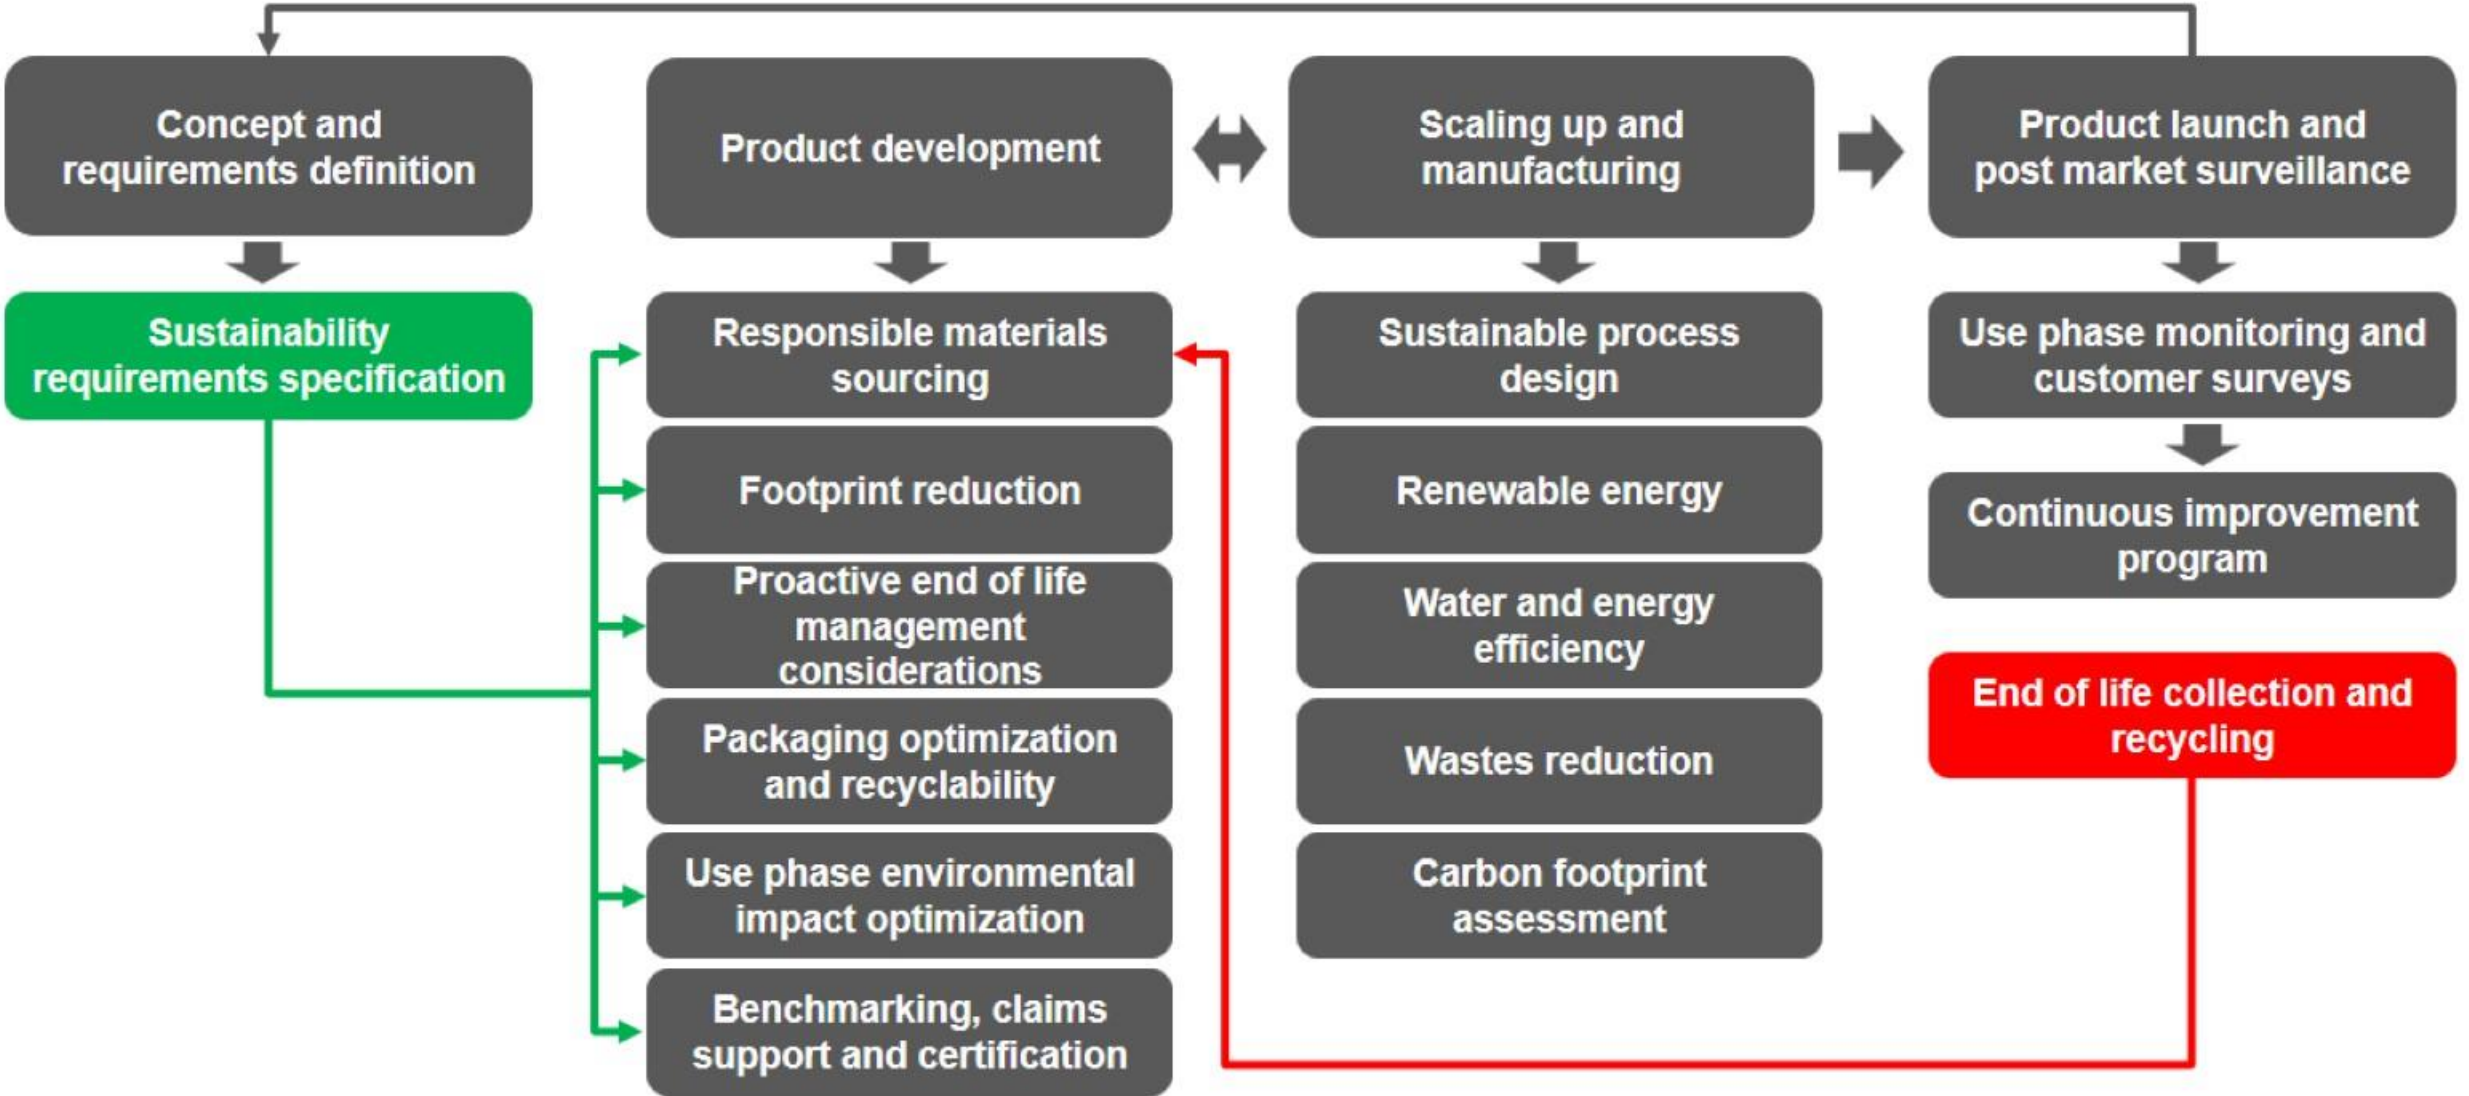 Concept and
requirements definition
Product development
Scaling up and
manufacturing
Product launch and
post market surveillance
Sustainability
requirements specification
Responsible materials
sourcing
Footprint reduction
Proactive end of life
management
considerations
Packaging optimization
and recyclability
Use phase environmental
impact optimization
Benchmarking, claims
support and certification
Sustainable process
design
Renewable energy
Water and energy
efficiency
Wastes reduction
Carbon footprint
assessment
Use phase monitoring and
customer surveys
Continuous improvement
program
End of life collection and
recycling